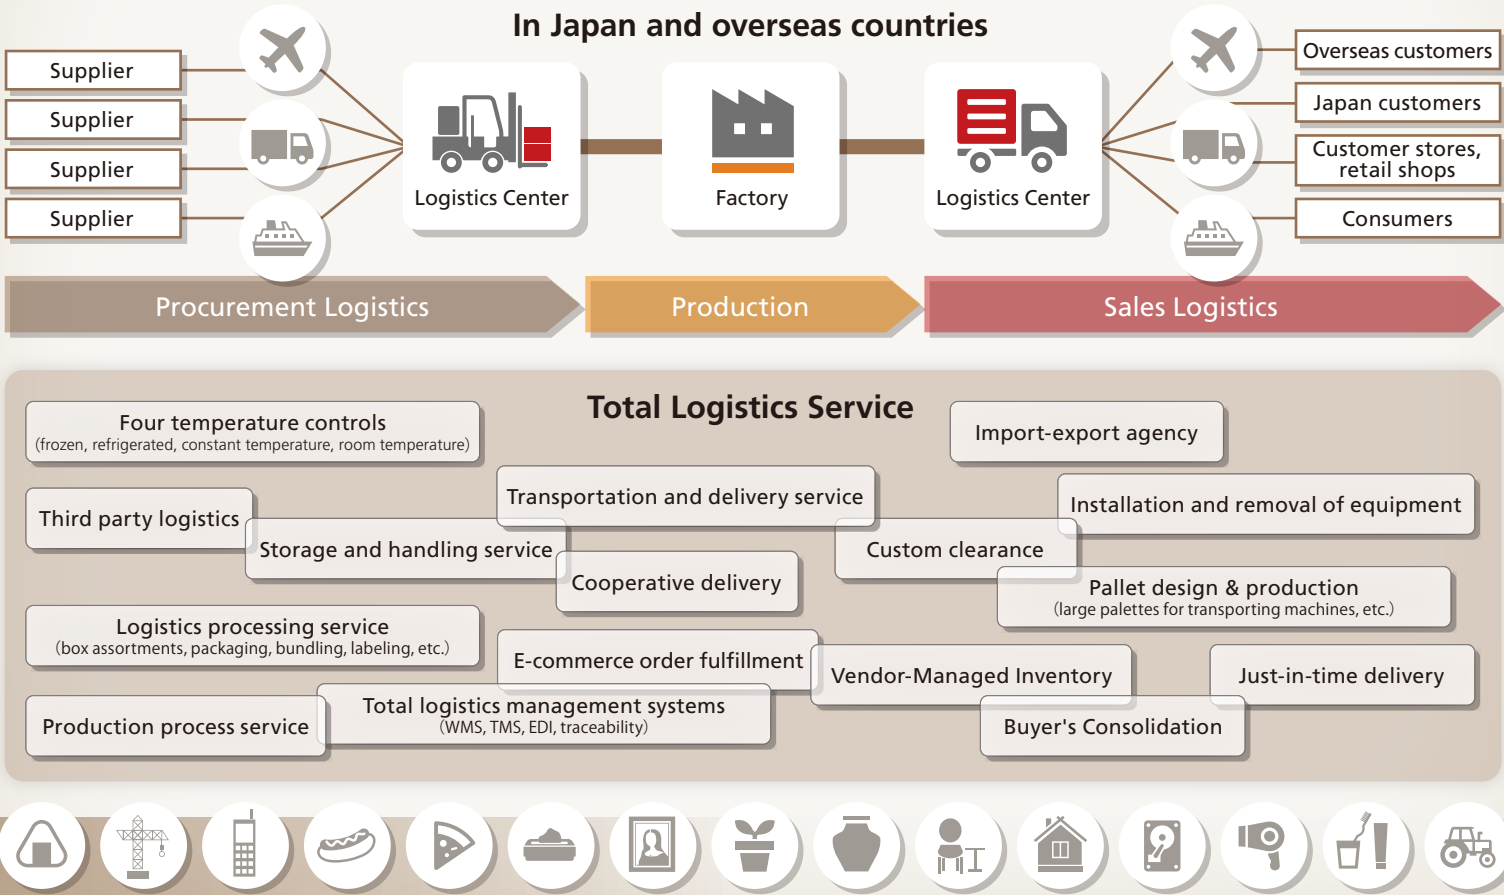 In Japan and overseas countries
Supplier
Supplier
Supplier
Supplier
Logistics Center
Factory
Logistics Center
Overseas customers
Japan customers
Customer stores,
retail shops
Consumers
Procurement Logistics
Production
Sales Logistics
Total Logistics Service
Four temperature controls
(frozen, refrigerated, constant temperature, room temperature)
Import-export agency
Transportation and delivery service
Installation and removal of equipment
Third party logistics
Storage and handling service
Custom clearance
Cooperative delivery
Pallet design & production
(large palettes for transporting machines, etc.)
Logistics processing service
(box assortments, packaging, bundling, labeling, etc.)
E-commerce order fulfillment
Vendor-Managed Inventory
Just-in-time delivery
Total logistics management systems
(WMS, TMS, EDI, traceability)
Production process service
Buyer's Consolidation